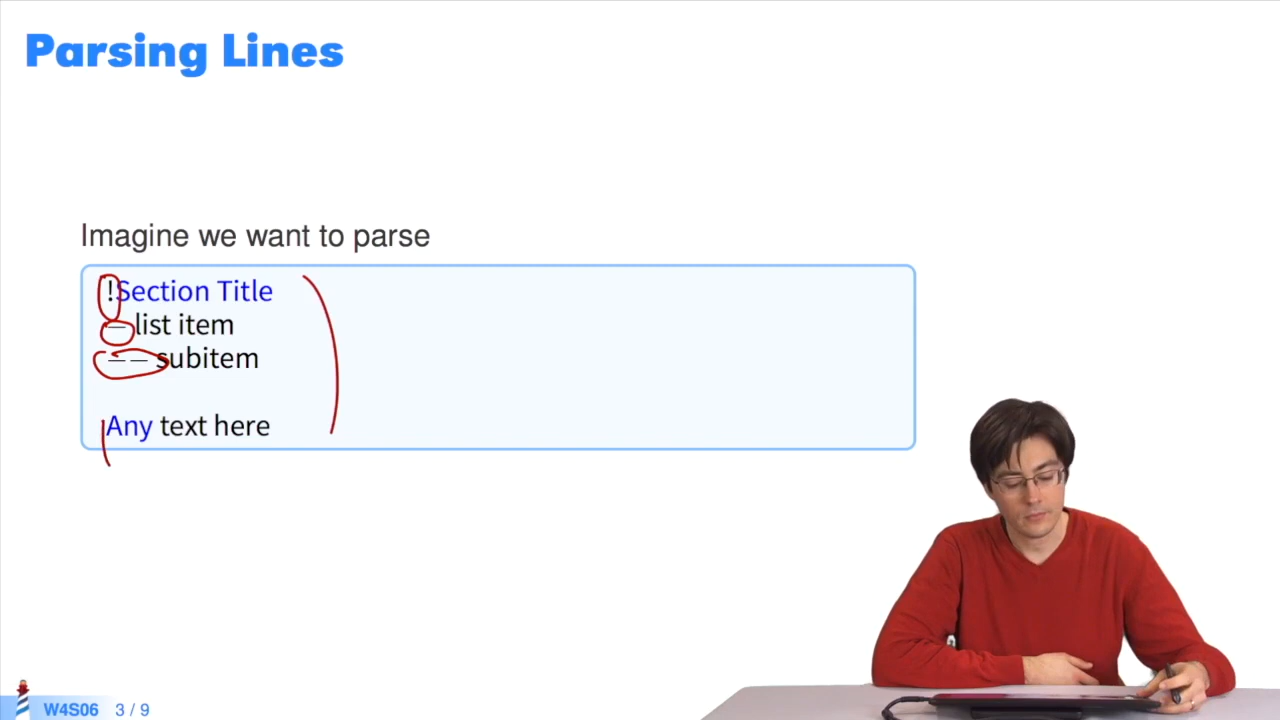 Parsing Lines
Imagine we want to parse
!Section Title
– list item
– – subitem
Any text here
W4S06 3 / 9